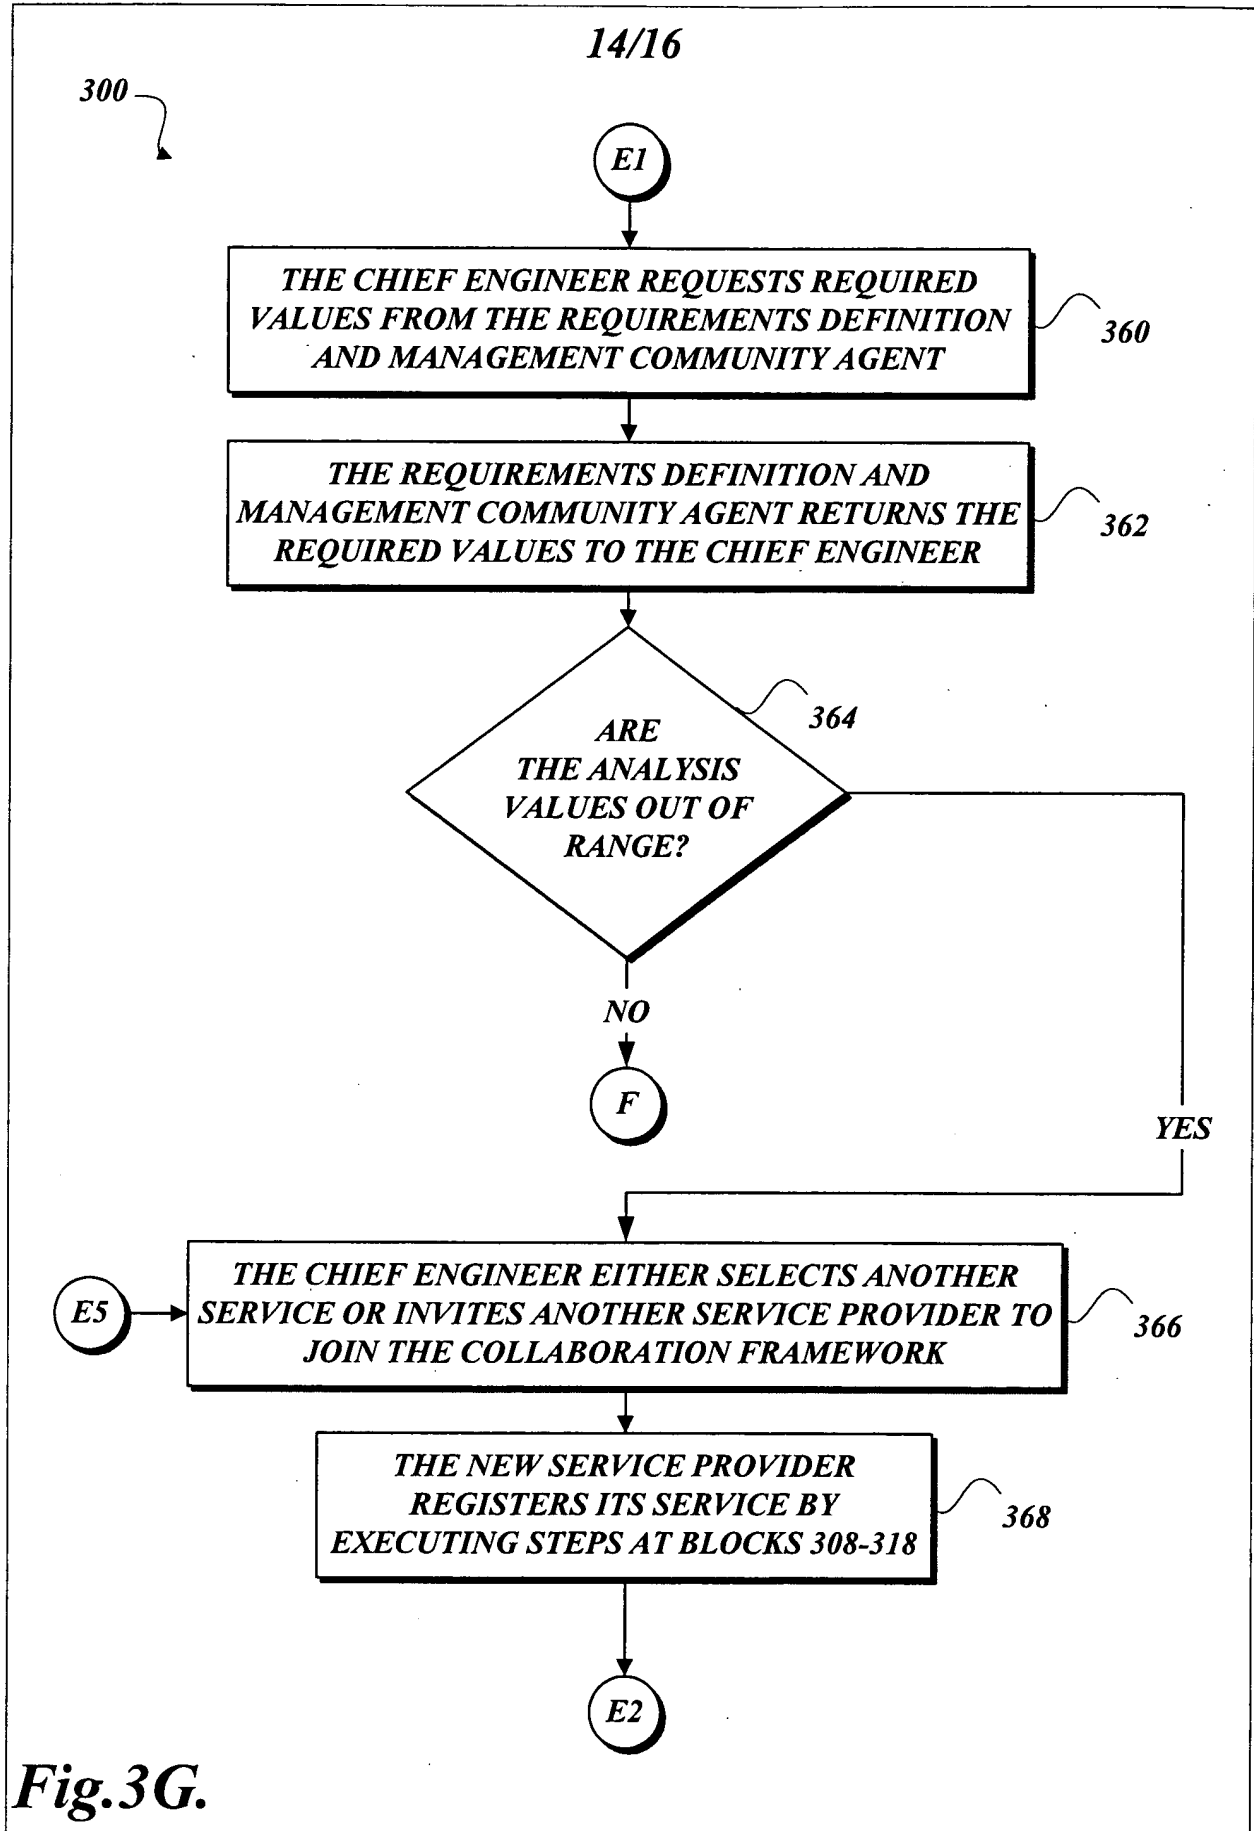 14/16
300
E1
THE CHIEF ENGINEER REQUESTS REQUIRED
VALUES FROM THE REQUIREMENTS DEFINITION
AND MANAGEMENT COMMUNITY AGENT
360
THE REQUIREMENTS DEFINITION AND
MANAGEMENT COMMUNITY AGENT RETURNS THE
REQUIRED VALUES TO THE CHIEF ENGINEER
362
364
ARE
THE ANALYSIS
VALUES OUT OF
RANGE?
NO
F
YES
THE CHIEF ENGINEER EITHER SELECTS ANOTHER
SERVICE OR INVITES ANOTHER SERVICE PROVIDER TO
JOIN THE COLLABORATION FRAMEWORK
E5
366
THE NEW SERVICE PROVIDER
REGISTERS ITS SERVICE BY
EXECUTING STEPS AT BLOCKS 308-318
368
E2
Fig.3G.